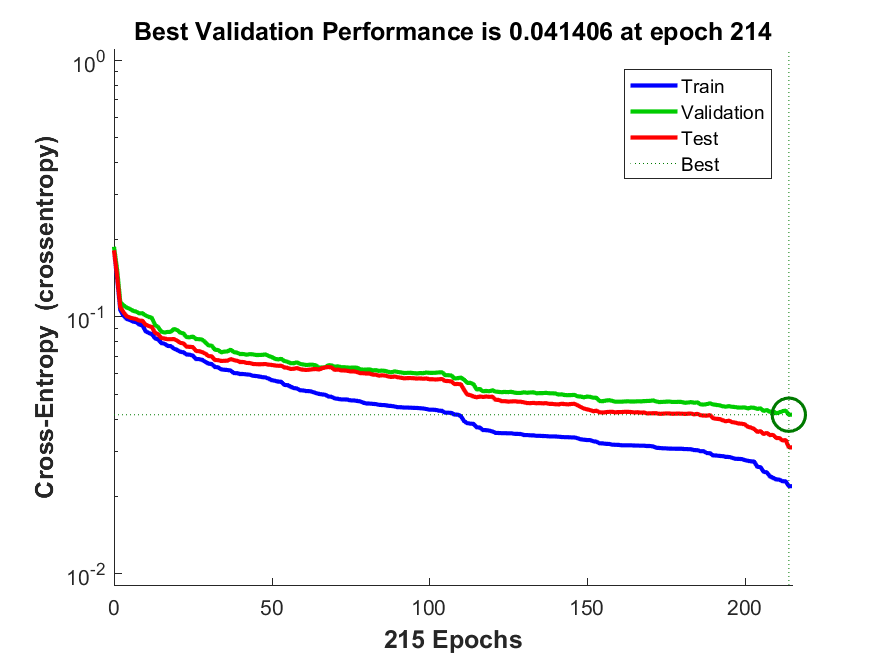 Best Validation Performance is 0.041406 at epoch 214
Train
Validation
Test
Best
Cross-Entropy (crossentropy)
10^0
10^-1
10^-2
0 50 100 150 200
215 Epochs